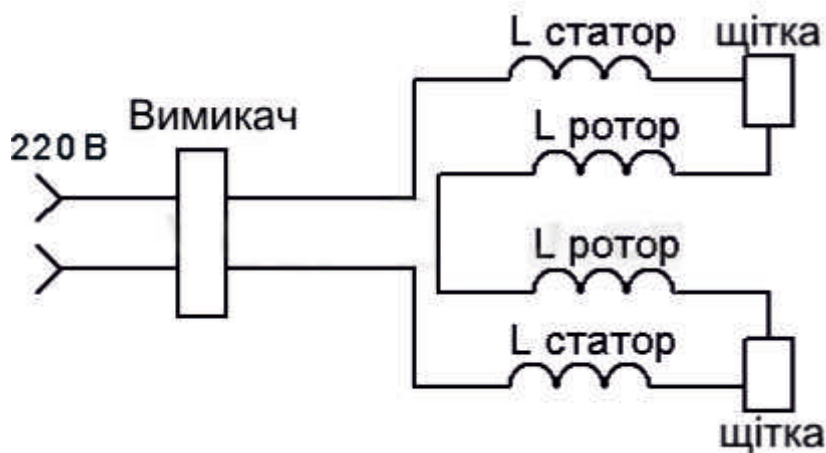 L статор
щітка
Вимикач
220 В
L ротор
L ротор
L статор
щітка